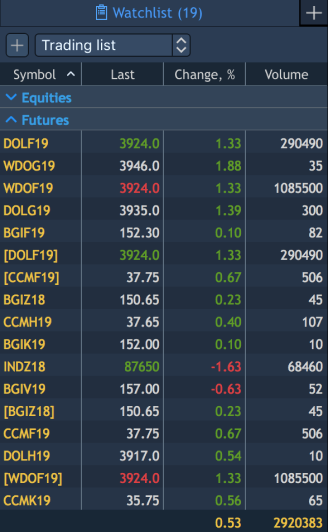 Watchlist (19)
Trading list
Symbol Last Change, % Volume
Equities
Futures
DOLF19 3924.0 1.33 290490
WDOG19 3946.0 1.88 35
WDOF19 3924.0 1.33 1085500
DOLG19 3935.0 1.39 300
BGIF19 152.30 0.10 82
[DOLF19] 3924.0 1.33 290490
[CCMF19] 37.75 0.67 506
BGIZ18 150.65 0.23 45
CCMH19 37.65 0.40 107
BGIK19 152.00 0.10 10
INDZ18 87650 -1.63 68460
BGIV19 157.00 -0.63 52
[BGIZ18] 150.65 0.23 45
CCMF19 37.75 0.67 506
DOLH19 3917.0 0.54 10
[WDOF19] 3924.0 1.33 1085500
CCMK19 35.75 0.56 65
0.53 2920383